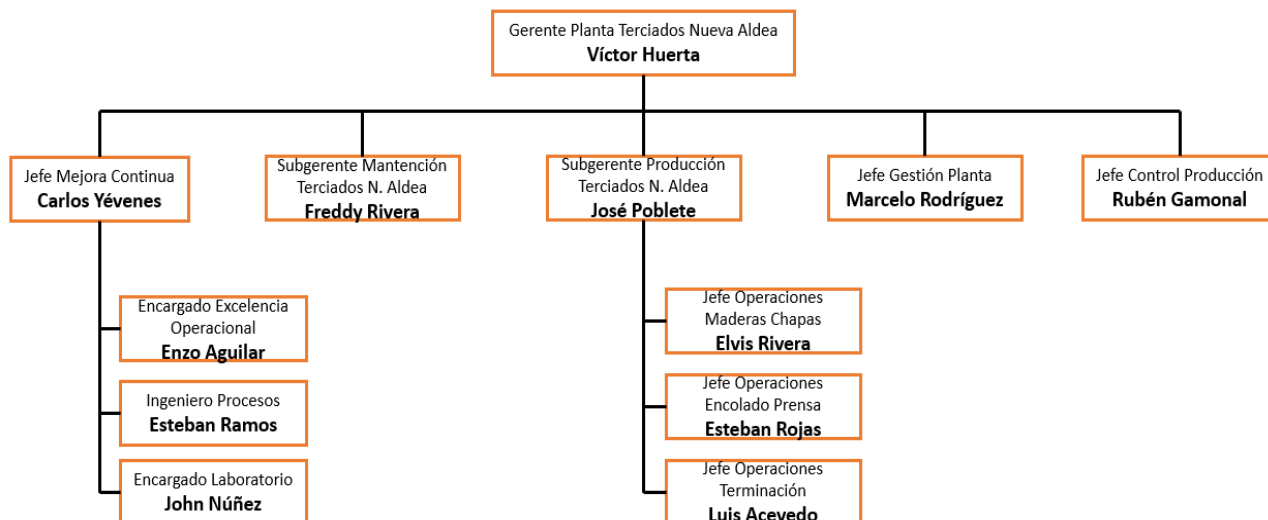 Gerente Planta Terciados Nueva Aldea
Víctor Huerta
Jefe Mejora Continua
Carlos Yévenes
Subgerente Mantención
Terciados N. Aldea
Freddy Rivera
Subgerente Producción
Terciados N. Aldea
José Poblete
Jefe Gestión Planta
Marcelo Rodríguez
Jefe Control Producción
Rubén Gamonal
Encargado Excelencia
Operacional
Enzo Aguilar
Ingeniero Procesos
Esteban Ramos
Encargado Laboratorio
John Núñez
Jefe Operaciones
Maderas Chapas
Elvis Rivera
Jefe Operaciones
Encolado Prensa
Esteban Rojas
Jefe Operaciones
Terminación
Luis Acevedo